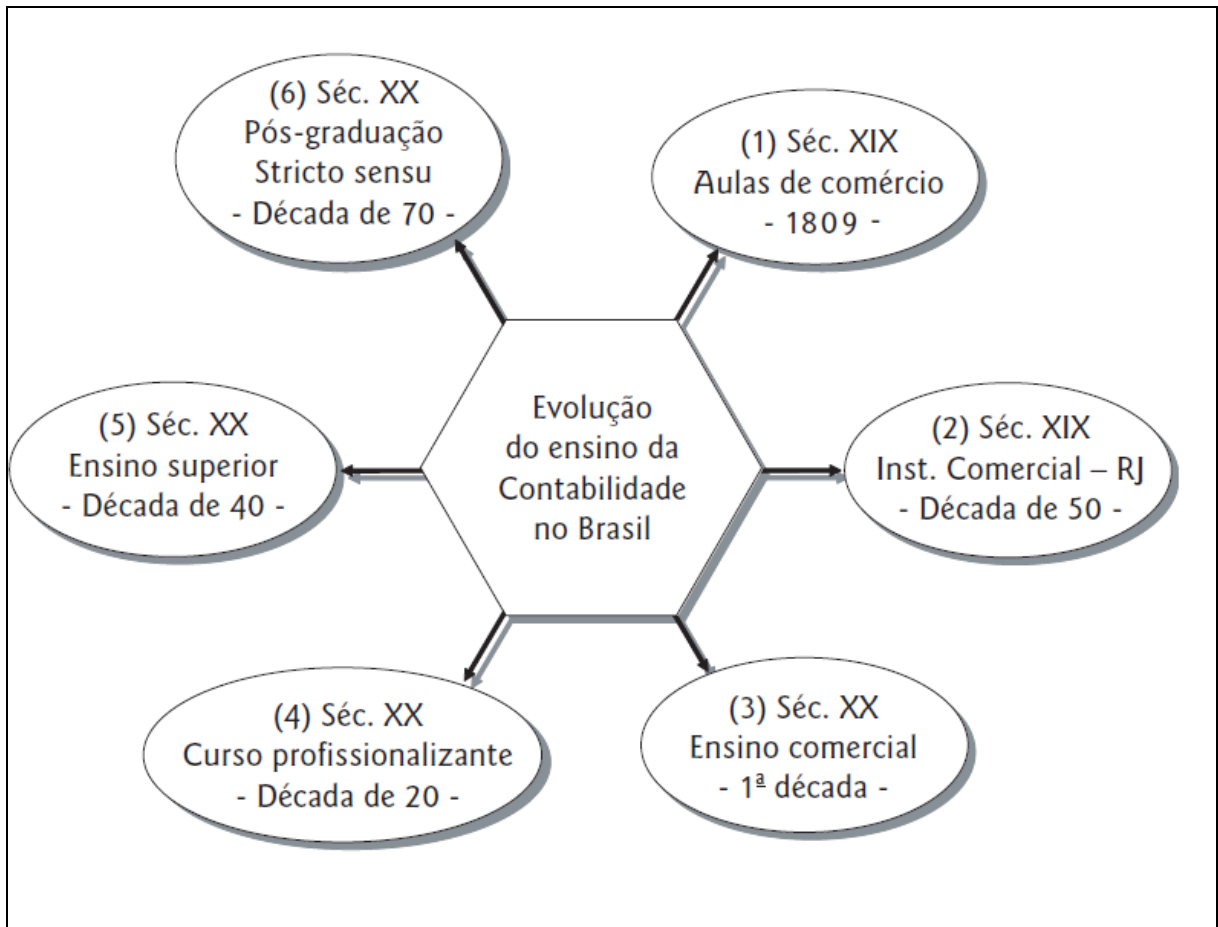 (6) Séc. XX
Pós-graduação
Stricto sensu
- Década de 70 -
(1) Séc. XIX
Aulas de comércio
- 1809 -
(5) Séc. XX
Ensino superior
- Década de 40 -
Evolução
do ensino da
Contabilidade
no Brasil
(2) Séc. XIX
Inst. Comercial – RJ
- Década de 50 -
(4) Séc. XX
Curso profissionalizante
- Década de 20 -
(3) Séc. XX
Ensino comercial
- 1ª década -